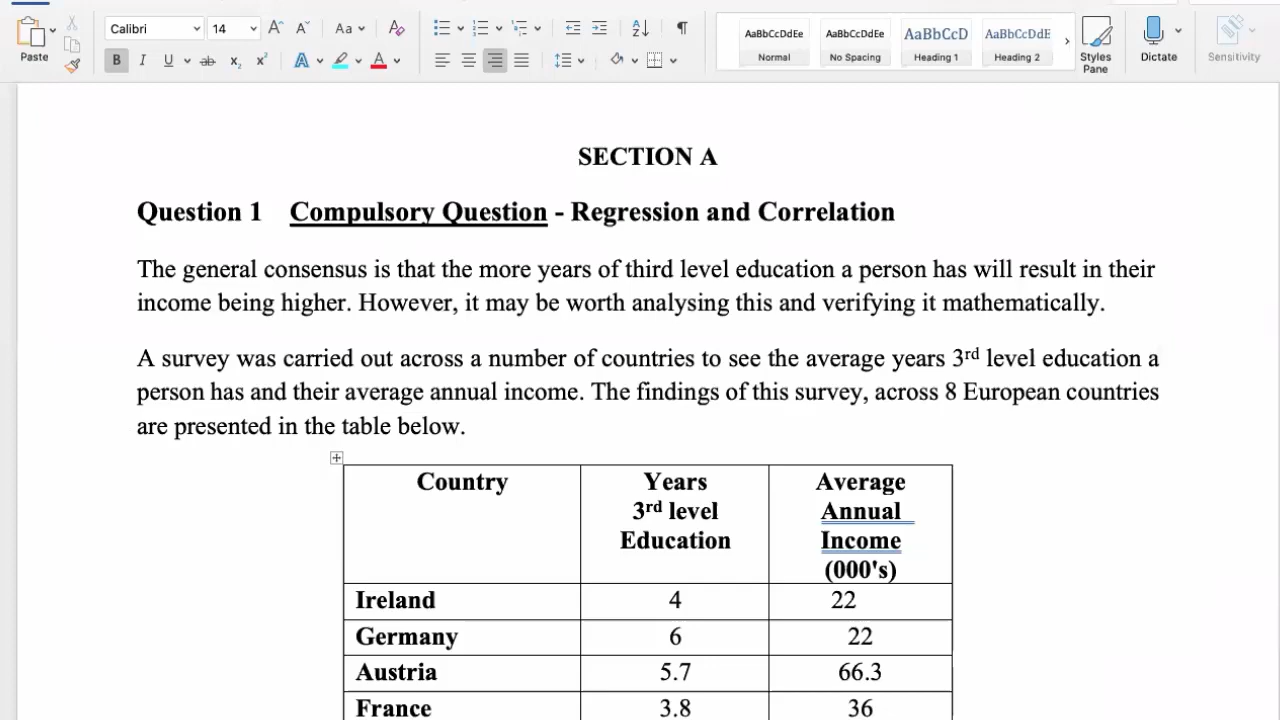 Calibri 14 Aa
AaBbCcDdEe AaBbCcDdEe AaBbCcD AaBbCcDdE
Paste B I U ab x x A A Normal No Spacing Heading 1 Heading 2 Styles Pane Dictate Sensitivity
SECTION A
Question 1 Compulsory Question - Regression and Correlation
The general consensus is that the more years of third level education a person has will result in their
income being higher. However, it may be worth analysing this and verifying it mathematically.
A survey was carried out across a number of countries to see the average years 3rd level education a
person has and their average annual income. The findings of this survey, across 8 European countries
are presented in the table below.
Country Years Average
3rd level Annual
Education Income
(000's)
Ireland 4 22
Germany 6 22
Austria 5.7 66.3
France 3.8 36